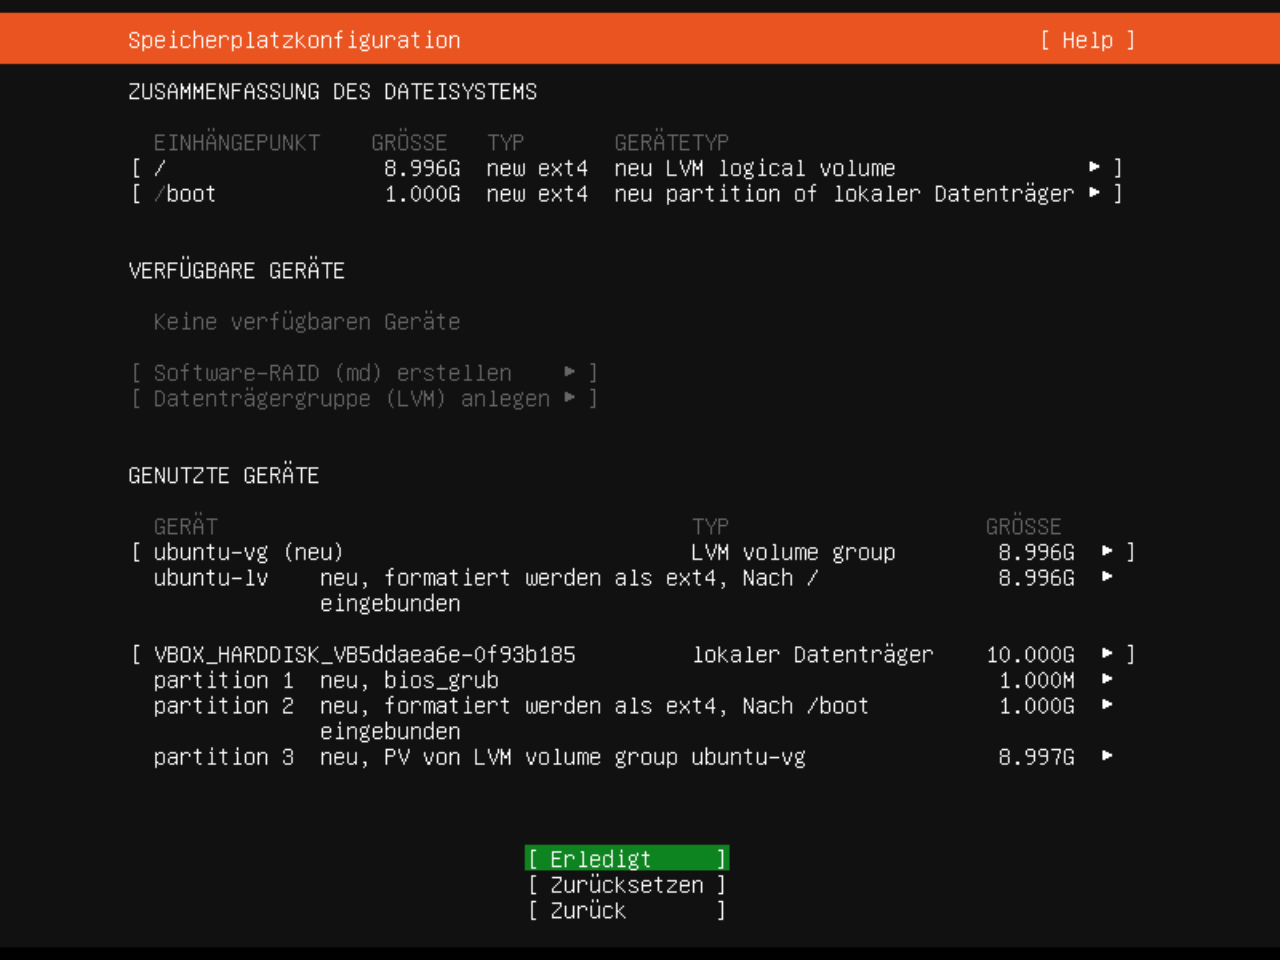 Speicherplatzkonfiguration [ Help ]
ZUSAMMENFASSUNG DES DATEISYSTEMS
EINHÄNGEPUNKT GRÖSSE TYP GERÄTETYP
[ / 8.996G new ext4 neu LVM logical volume ▸ ]
[ /boot 1.000G new ext4 neu partition of lokaler Datenträger ▸ ]
VERFÜGBARE GERÄTE
Keine verfügbaren Geräte
[ Software-RAID (md) erstellen ▸ ]
[ Datenträgergruppe (LVM) anlegen ▸ ]
GENUTZTE GERÄTE
GERÄT TYP GRÖSSE
[ ubuntu-vg (neu) LVM volume group 8.996G ▸ ]
ubuntu-lv neu, formatiert werden als ext4, Nach / 8.996G ▸
eingebunden
[ VBOX_HARDDISK_VB5ddaea6e-0f93b185 lokaler Datenträger 10.000G ▸ ]
partition 1 neu, bios_grub 1.000M ▸
partition 2 neu, formatiert werden als ext4, Nach /boot 1.000G ▸
eingebunden
partition 3 neu, PV von LVM volume group ubuntu-vg 8.997G ▸
[ Erledigt ]
[ Zurücksetzen ]
[ Zurück ]